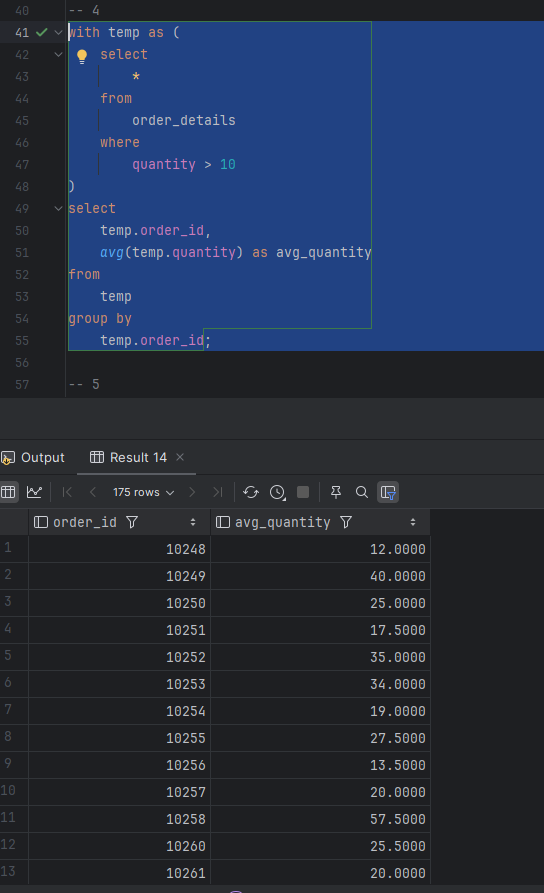 40 -- 4
41 with temp as (
42 select
43 *
44 from
45 order_details
46 where
47 quantity > 10
48 )
49 select
50 temp.order_id,
51 avg(temp.quantity) as avg_quantity
52 from
53 temp
54 group by
55 temp.order_id;
56
57 -- 5
Output Result 14
175 rows
order_id avg_quantity
1 10248 12.0000
2 10249 40.0000
3 10250 25.0000
4 10251 17.5000
5 10252 35.0000
6 10253 34.0000
7 10254 19.0000
8 10255 27.5000
9 10256 13.5000
10 10257 20.0000
11 10258 57.5000
12 10260 25.5000
13 10261 20.0000